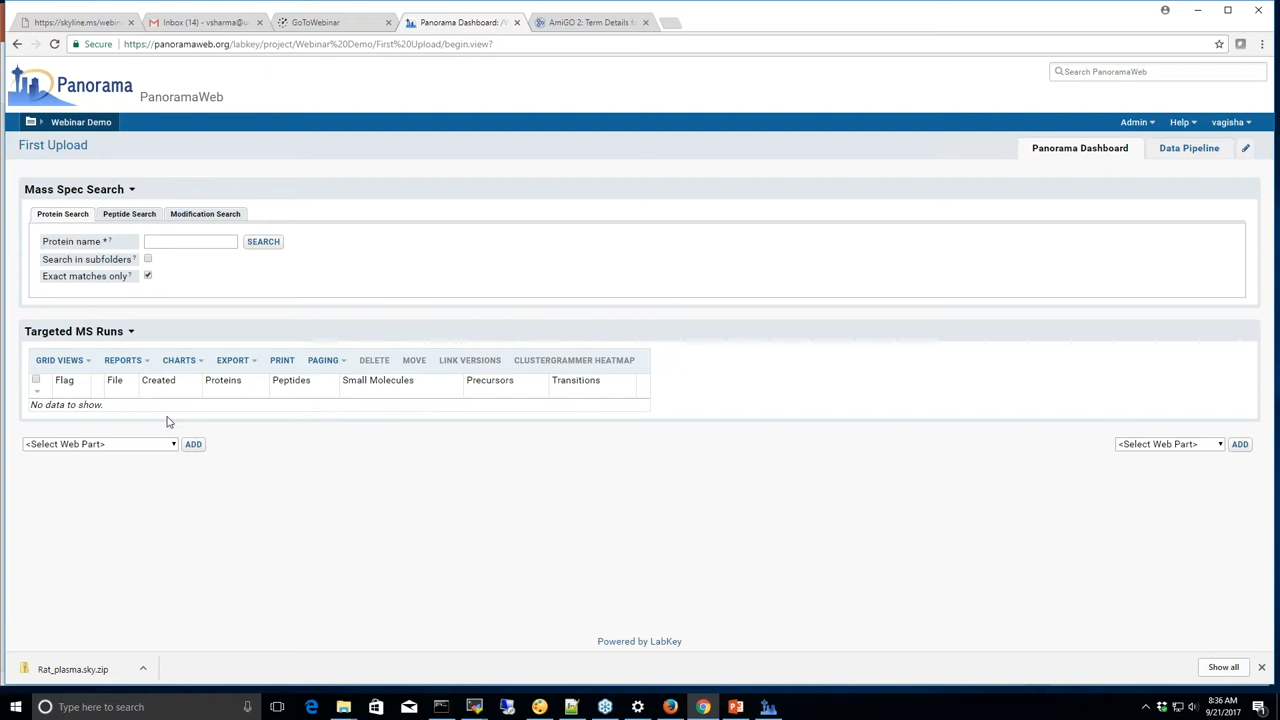 https://skyline.ms/webin
Inbox (14) - vsharma@u
GoToWebinar
Panorama Dashboard: /V
AmiGO 2: Term Details fo
Secure https://panoramaweb.org/labkey/project/Webinar%20Demo/First%20Upload/begin.view?
Panorama PanoramaWeb
Search PanoramaWeb
Webinar Demo
Admin Help vagisha
First Upload
Panorama Dashboard Data Pipeline
Mass Spec Search
Protein Search Peptide Search Modification Search
Protein name *? SEARCH
Search in subfolders?
Exact matches only?
Targeted MS Runs
GRID VIEWS REPORTS CHARTS EXPORT PRINT PAGING DELETE MOVE LINK VERSIONS CLUSTERGRAMMER HEATMAP
Flag File Created Proteins Peptides Small Molecules Precursors Transitions
No data to show.
<Select Web Part> ADD <Select Web Part> ADD
Powered by LabKey
Rat_plasma.sky.zip Show all
Type here to search
8:36 AM
9/21/2017